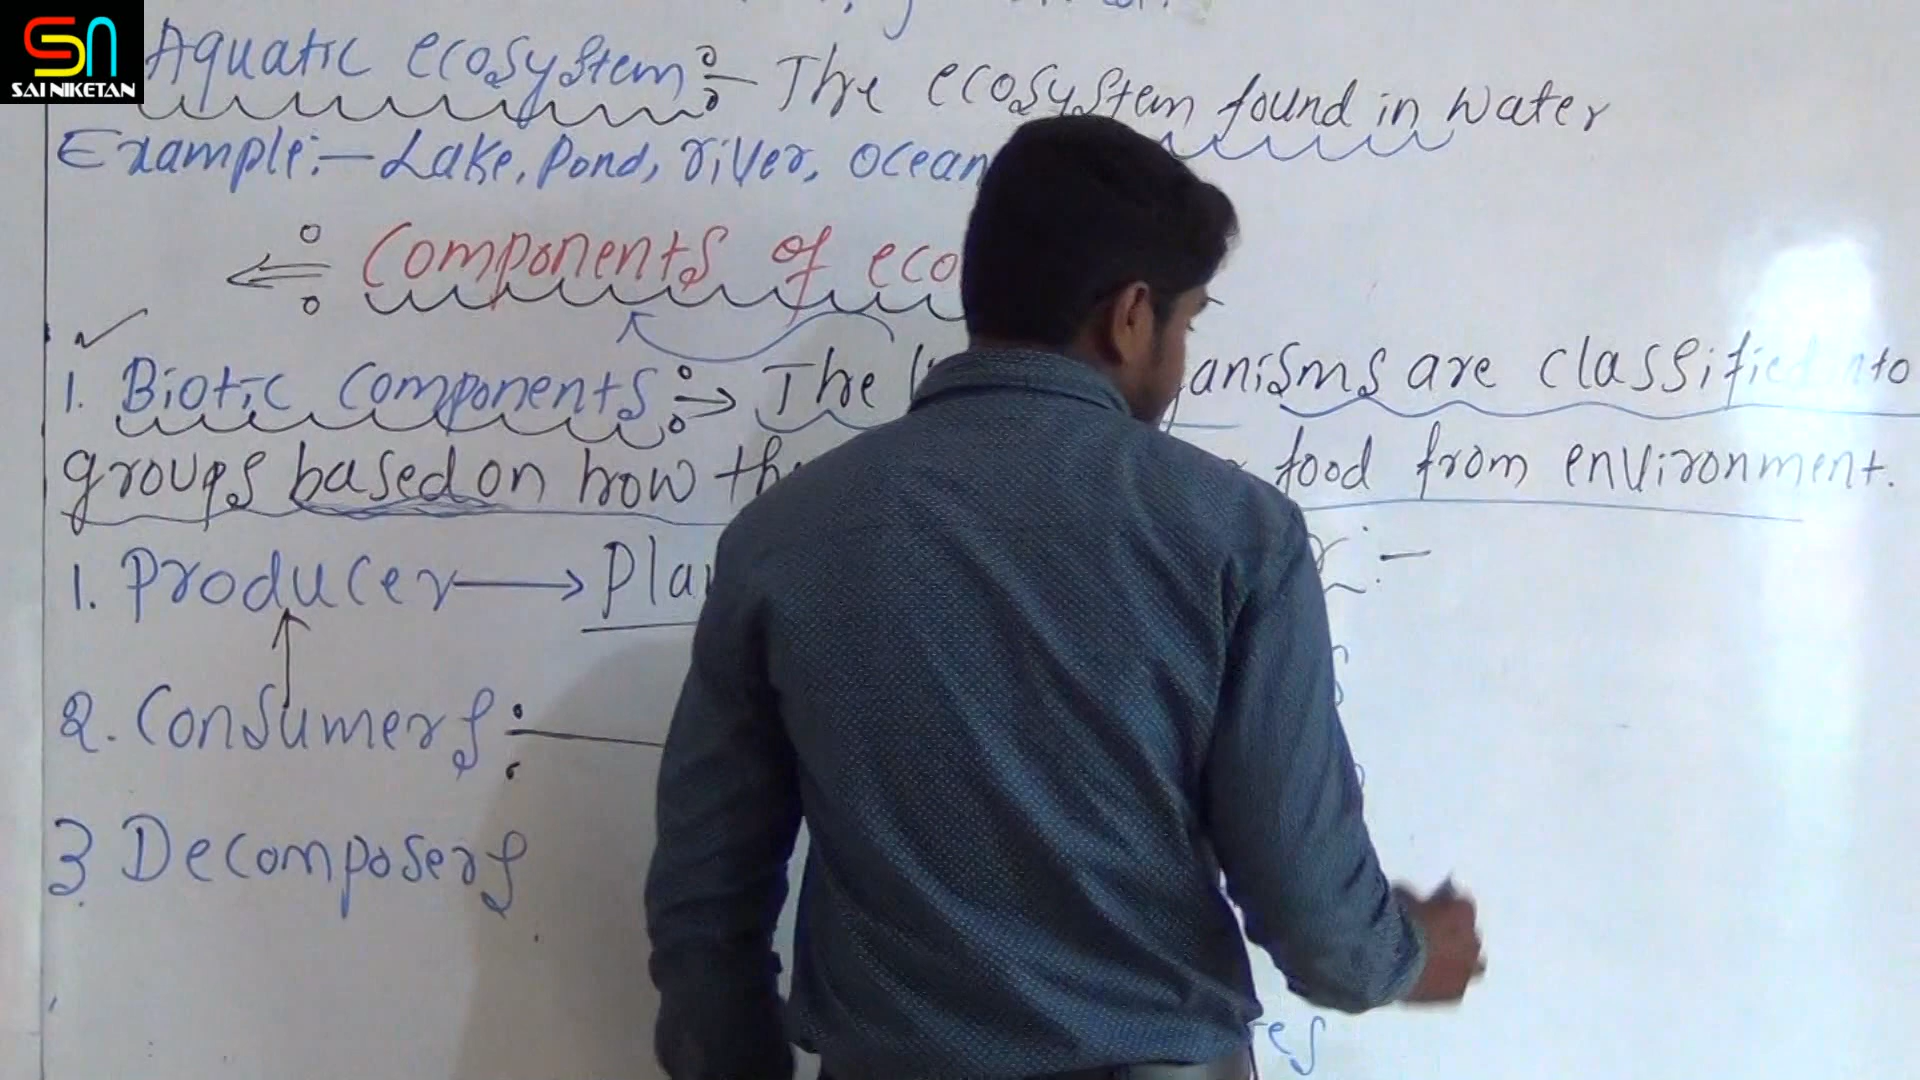 SN
SAI NIKETAN
Aquatic ecosystem :- The ecosystem found in water
Example :- Lake, Pond, river, ocean
Components of eco
1. Biotic Components :→ The anisms are classified into
groups based on how food from environment.
1. Producer → Plan
2. Consumers :-
3. Decomposers